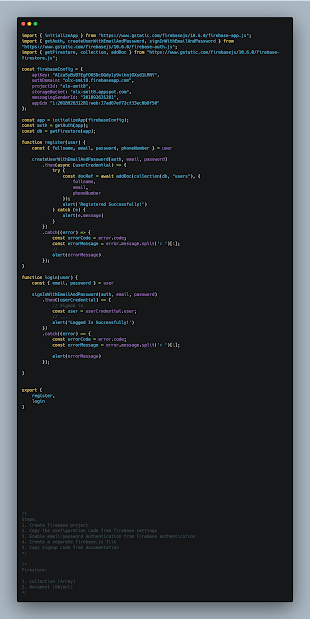 import { initializeApp } from "https://www.gstatic.com/firebasejs/10.6.0/firebase-app.js";
import { getAuth, createUserWithEmailAndPassword, signInWithEmailAndPassword } from
"https://www.gstatic.com/firebasejs/10.6.0/firebase-auth.js";
import { getFirestore, collection, addDoc } from "https://www.gstatic.com/firebasejs/10.6.0/firebase-
firestore.js";
const firebaseConfig = {
apiKey:
authDomain: "olx-smit8.firebaseapp.com",
projectId: "olx-smit8",
storageBucket: "olx-smit8.appspot.com",
messagingSenderId: "201892631281",
appId:
};
const app = initializeApp(firebaseConfig);
const auth = getAuth(app);
const db = getFirestore(app);
function register(user) {
const { fullname, email, password, phoneNumber } = user
createUserWithEmailAndPassword(auth, email, password)
.then(async (userCredential) => {
try {
const docRef = await addDoc(collection(db, "users"), {
fullname,
email,
phoneNumber
});
alert("Registered Successfully!")
} catch (e) {
alert(e.message)
}
})
.catch((error) => {
const errorCode = error.code;
const errorMessage = error.message.split(': ')[1];
// ..
alert(errorMessage)
});
}
function login(user) {
const { email, password } = user
signInWithEmailAndPassword(auth, email, password)
.then((userCredential) => {
// Signed in
const user = userCredential.user;
// ...
alert('Logged In Successfully!')
})
.catch((error) => {
const errorCode = error.code;
const errorMessage = error.message.split(': ')[1];
alert(errorMessage)
});
}
export {
register,
login
}
/*
Steps:
1. Create firebase project
2. Copy the configuration code from firebase settings
3. Enable email/password Authentication from firebase authentication
4. Create a separate firebase.js file
5. Copy signup code from documentation
*/
/*
Firestore:
1. collection (Array)
2. document (Object)
*/